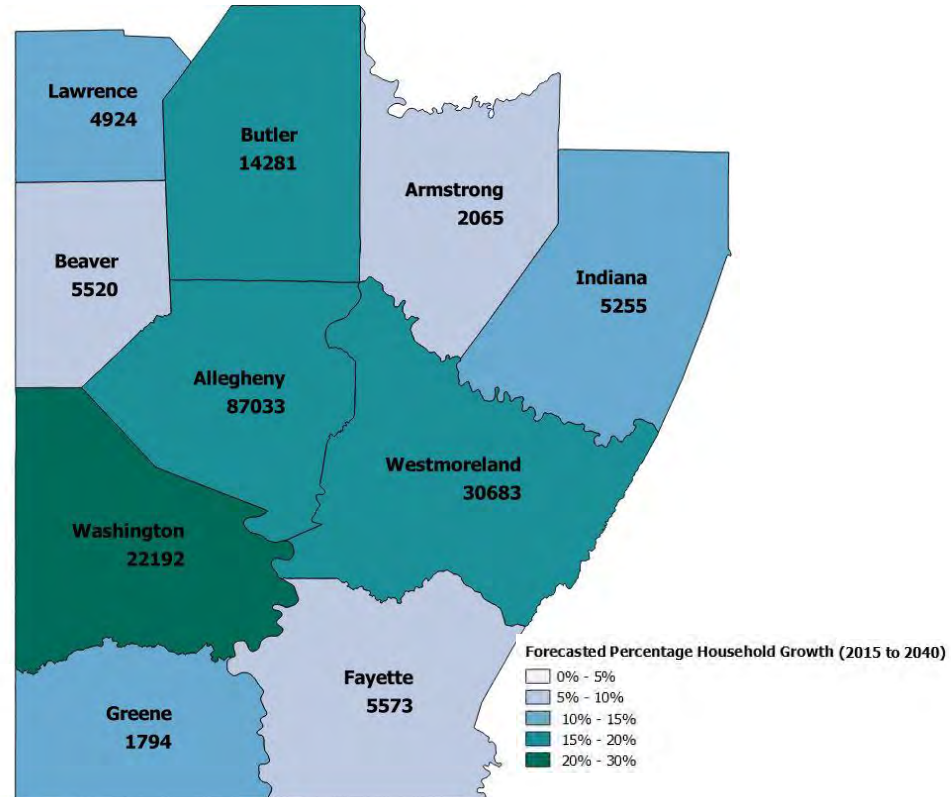 Lawrence
4924
Butler
14281
Armstrong
2065
Beaver
5520
Indiana
5255
Allegheny
87033
Westmoreland
30683
Washington
22192
Fayette
5573
Greene
1794
Forecasted Percentage Household Growth (2015 to 2040)
0% - 5%
5% - 10%
10% - 15%
15% - 20%
20% - 30%